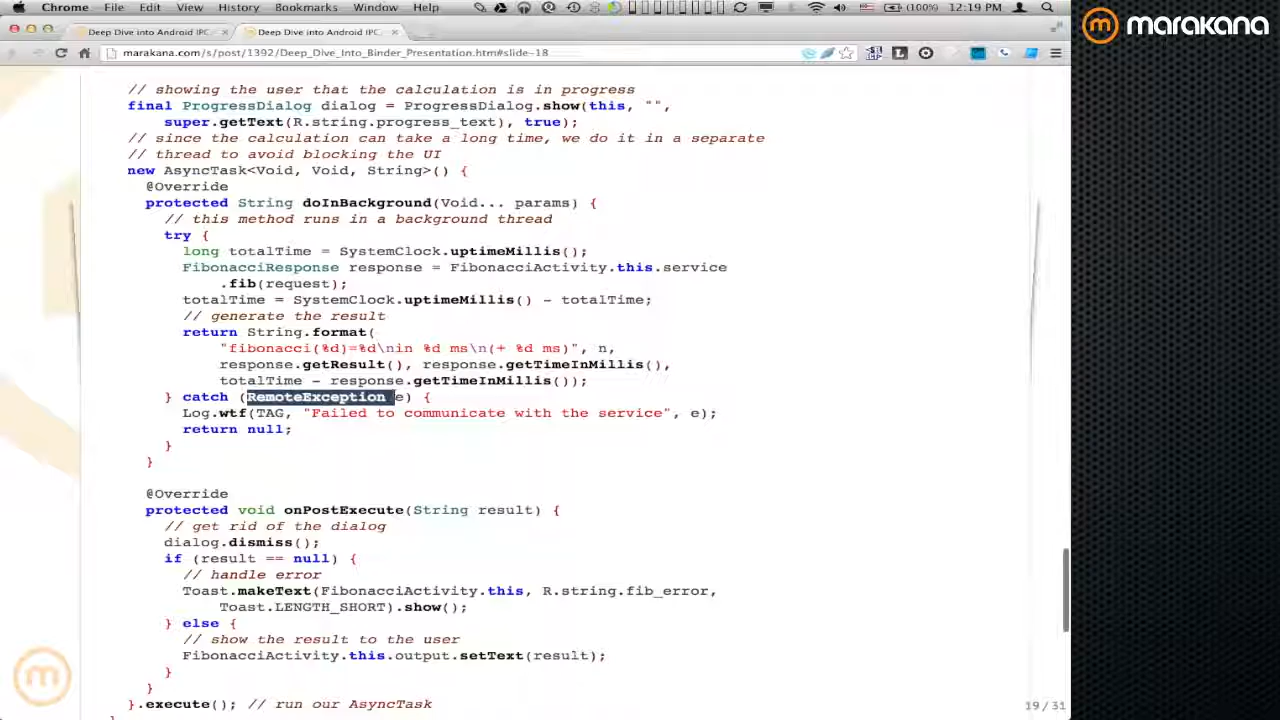 Chrome File Edit View History Bookmarks Window Help (100%) 12:19 PM
marakana
Deep Dive into Android IPC Deep Dive into Android IPC
marakana.com/s/post/1392/Deep_Dive_Into_Binder_Presentation.htm#slide-18
// showing the user that the calculation is in progress
final ProgressDialog dialog = ProgressDialog.show(this, "",
super.getText(R.string.progress_text), true);
// since the calculation can take a long time, we do it in a separate
// thread to avoid blocking the UI
new AsyncTask<Void, Void, String>() {
@Override
protected String doInBackground(Void... params) {
// this method runs in a background thread
try {
long totalTime = SystemClock.uptimeMillis();
FibonacciResponse response = FibonacciActivity.this.service
.fib(request);
totalTime = SystemClock.uptimeMillis() - totalTime;
// generate the result
return String.format(
"fibonacci(%d)=%d\nin %d ms\n(+ %d ms)", n,
response.getResult(), response.getTimeInMillis(),
totalTime - response.getTimeInMillis());
} catch (RemoteException e) {
Log.wtf(TAG, "Failed to communicate with the service", e);
return null;
}
}
@Override
protected void onPostExecute(String result) {
// get rid of the dialog
dialog.dismiss();
if (result == null) {
// handle error
Toast.makeText(FibonacciActivity.this, R.string.fib_error,
Toast.LENGTH_SHORT).show();
} else {
// show the result to the user
FibonacciActivity.this.output.setText(result);
}
}
}.execute(); // run our AsyncTask
19 / 31